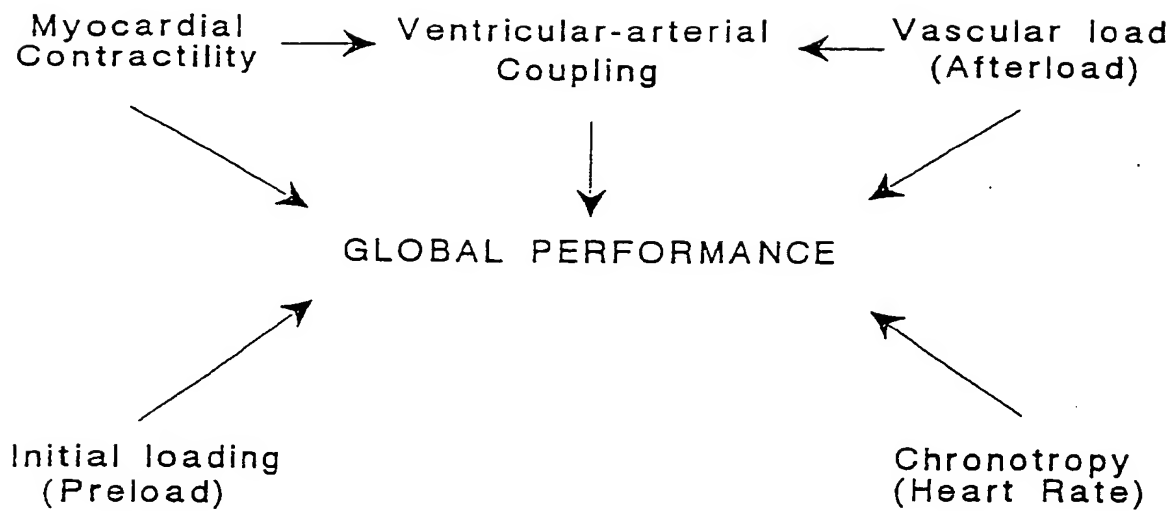 Myocardial
Contractility
Ventricular-arterial
Coupling
Vascular load
(Afterload)
GLOBAL PERFORMANCE
Initial loading
(Preload)
Chronotropy
(Heart Rate)